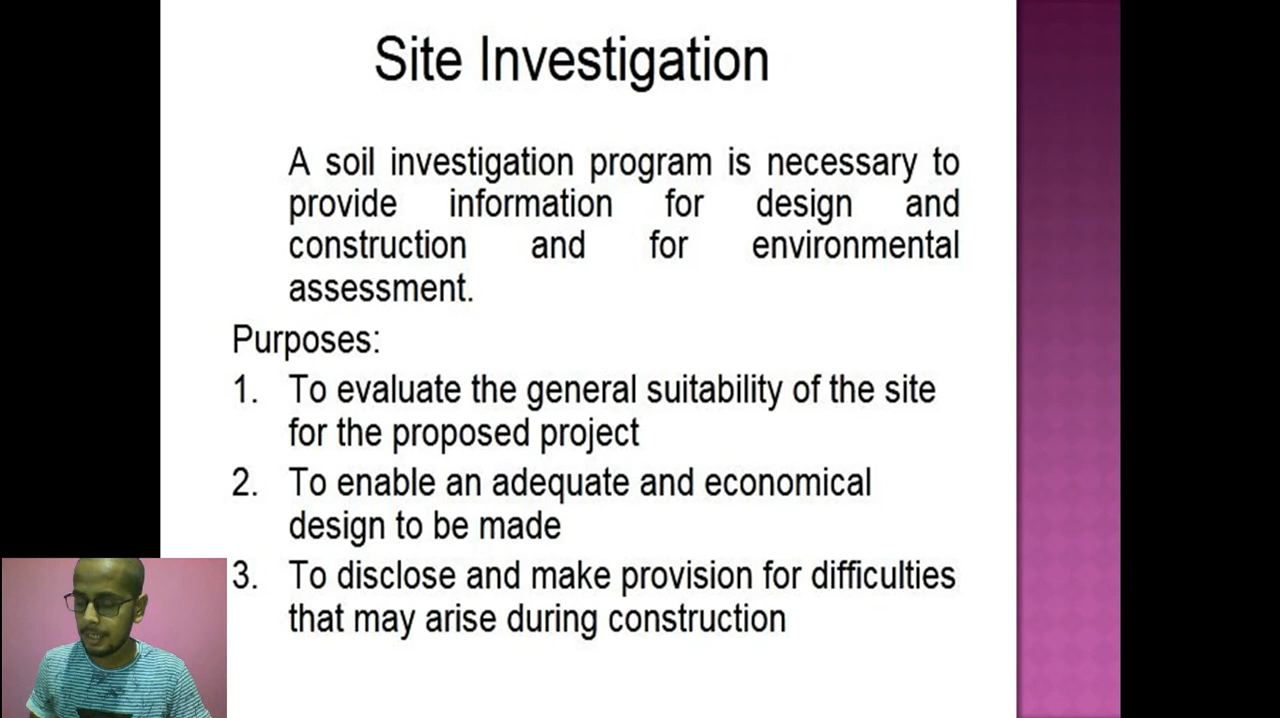 Site Investigation
A soil investigation program is necessary to
provide information for design and
construction and for environmental
assessment.
Purposes:
1. To evaluate the general suitability of the site
for the proposed project
2. To enable an adequate and economical
design to be made
3. To disclose and make provision for difficulties
that may arise during construction